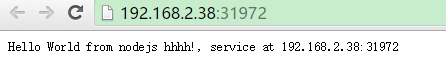 192.168.2.38:31972
Hello World from nodejs hhhh!, service at 192.168.2.38:31972